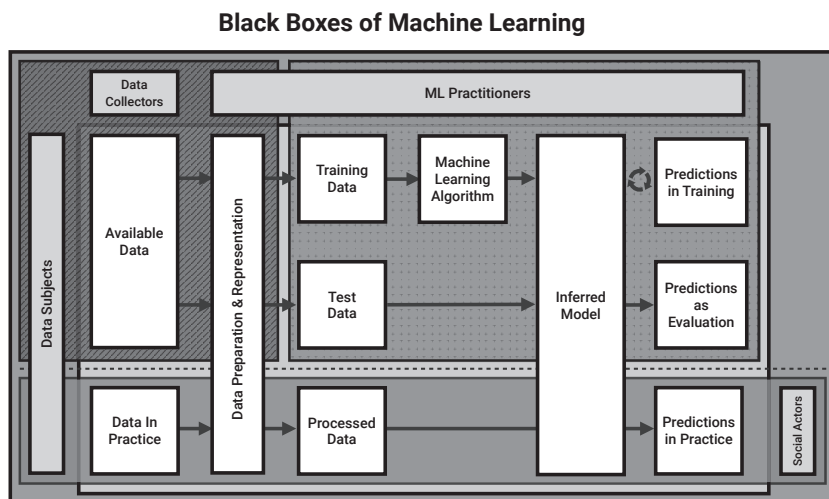 Black Boxes of Machine Learning
Data
Collectors
ML Practitioners
Data Subjects
Available
Data
Data Preparation & Representation
Training
Data
Machine
Learning
Algorithm
Inferred
Model
Predictions
in Training
Test
Data
Predictions
as
Evaluation
Data In
Practice
Processed
Data
Predictions
in Practice
Social Actors